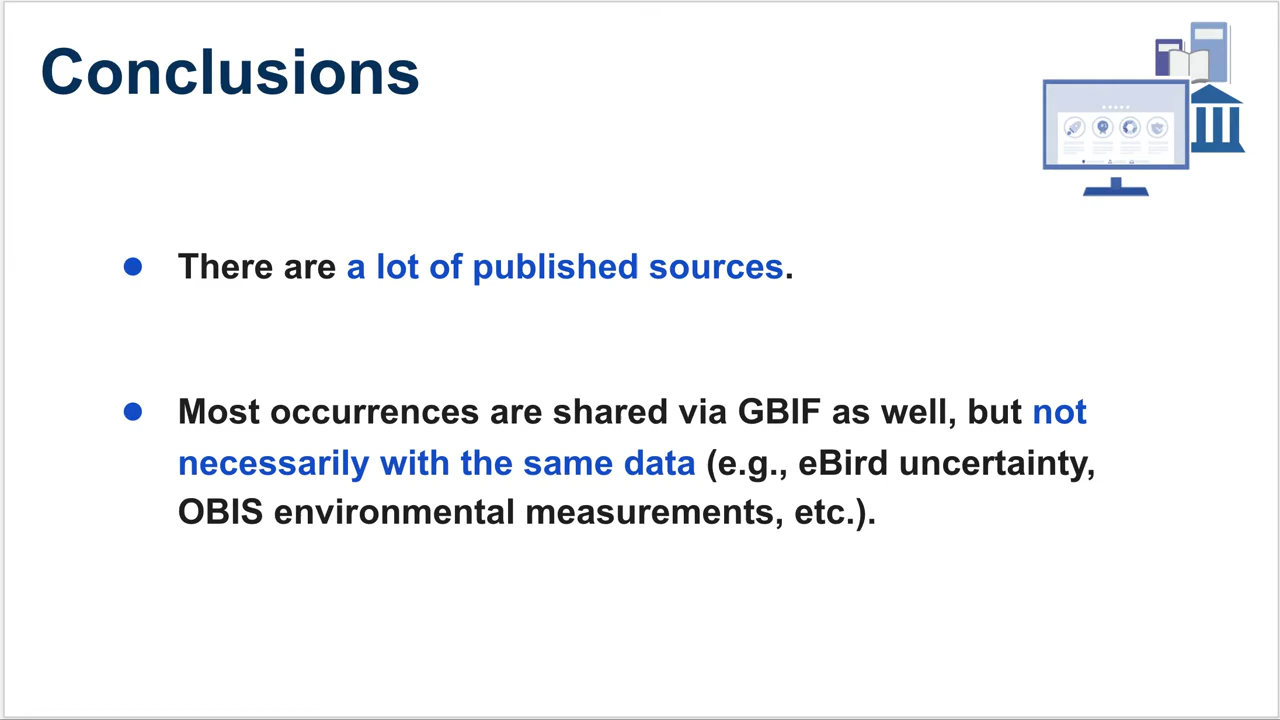 Conclusions
● There are a lot of published sources.
● Most occurrences are shared via GBIF as well, but not
necessarily with the same data (e.g., eBird uncertainty,
OBIS environmental measurements, etc.).